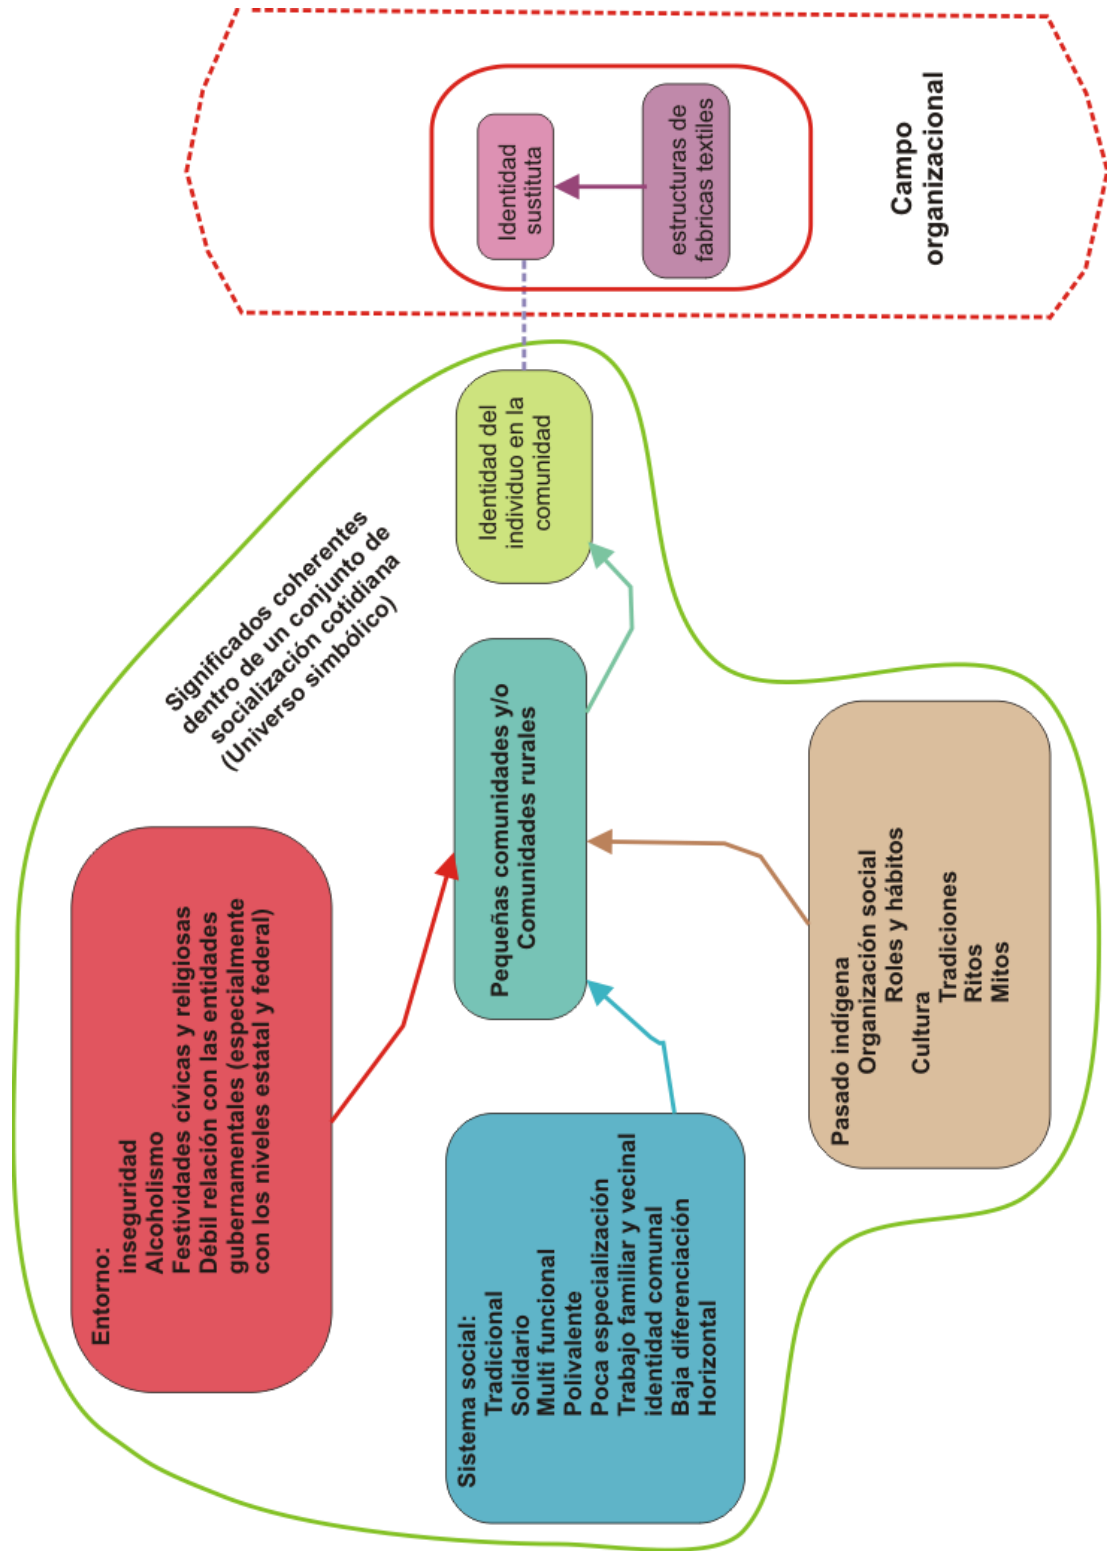 Entorno:
inseguridad
Alcoholismo
Festividades cívicas y religiosas
Débil relación con las entidades
gubernamentales (especialmente
con los niveles estatal y federal)
Significados coherentes
dentro de un conjunto de
socialización cotidiana
(Universo simbólico)
Sistema social:
Tradicional
Solidario
Multi funcional
Polivalente
Poca especialización
Trabajo familiar y vecinal
identidad comunal
Baja diferenciación
Horizontal
Pequeñas comunidades y/o
Comunidades rurales
Identidad del
individuo en la
comunidad
Identidad
sustituta
estructuras de
fabricas textiles
Pasado indígena
Organización social
Roles y hábitos
Cultura
Tradiciones
Ritos
Mitos
Campo
organizacional